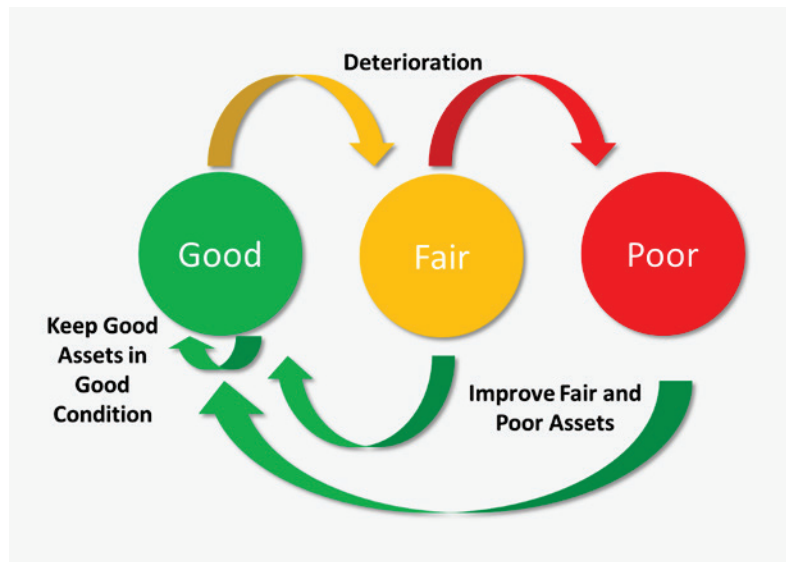 Deterioration
Good
Fair
Poor
Keep Good
Assets in
Good
Condition
Improve Fair and
Poor Assets